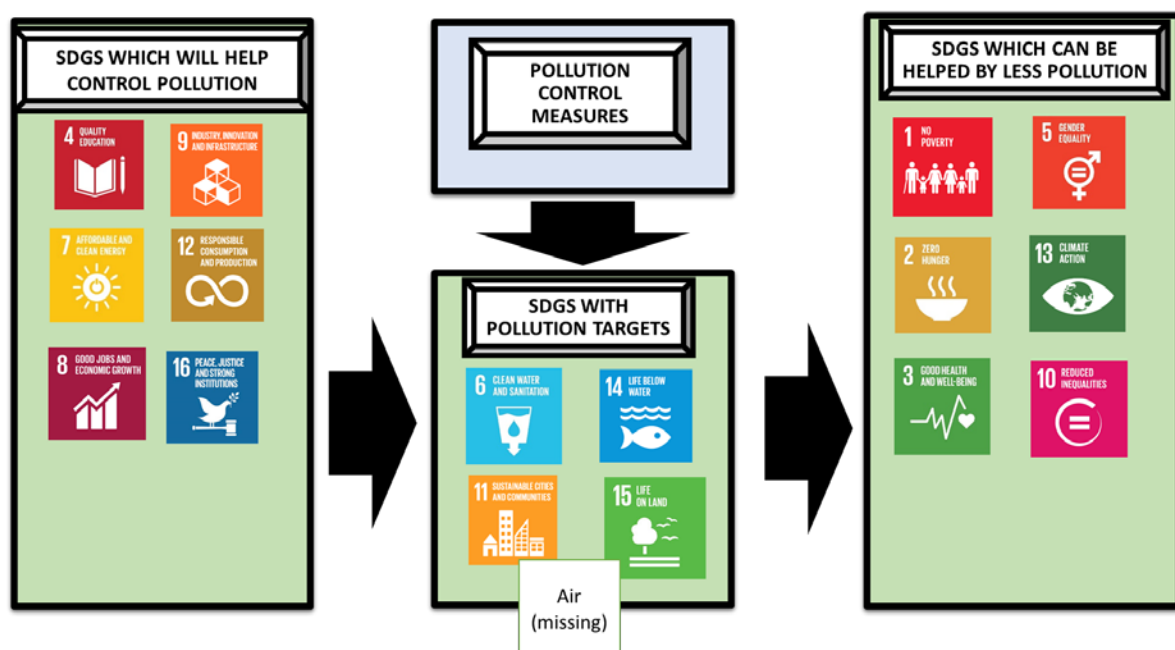 SDGS WHICH WILL HELP
CONTROL POLLUTION
4 QUALITY
EDUCATION
9 INDUSTRY, INNOVATION
AND INFRASTRUCTURE
7 AFFORDABLE AND
CLEAN ENERGY
12 RESPONSIBLE
CONSUMPTION
AND PRODUCTION
8 GOOD JOBS AND
ECONOMIC GROWTH
16 PEACE, JUSTICE
AND STRONG
INSTITUTIONS
POLLUTION
CONTROL
MEASURES
SDGS WITH
POLLUTION TARGETS
6 CLEAN WATER
AND SANITATION
14 LIFE BELOW
WATER
11 SUSTAINABLE CITIES
AND COMMUNITIES
15 LIFE
ON LAND
Air
(missing)
SDGS WHICH CAN BE
HELPED BY LESS POLLUTION
1 NO
POVERTY
5 GENDER
EQUALITY
2 ZERO
HUNGER
13 CLIMATE
ACTION
3 GOOD HEALTH
AND WELL-BEING
10 REDUCED
INEQUALITIES